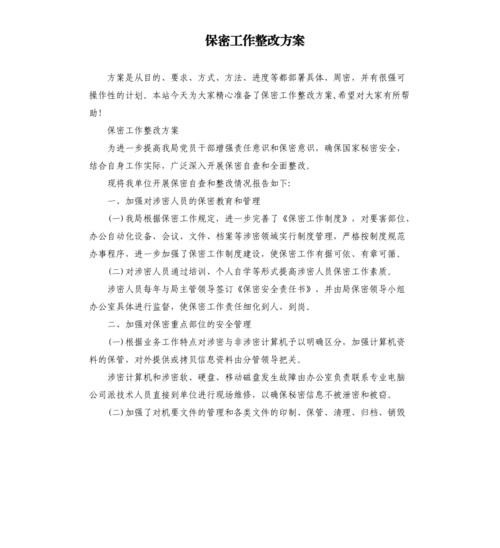 保密工作整改方案
方案是从目的、要求、方式、方法、进度等都部署具体、周密，并有很强可
操作性的计划。本站今天为大家精心准备了保密工作整改方案，希望对大家有所帮
助！
保密工作整改方案
为进一步提高我局党员干部增强责任意识和保密意识，确保国家秘密安全，
结合自身工作实际，广泛深入开展保密自查和全面整改。
现将我单位开展保密自查和整改情况报告如下：
一、加强对涉密人员的保密教育和管理
(一)我局根据保密工作规定，进一步完善了《保密工作制度》，对要害部位、
办公自动化设备、会议、文件、档案等涉密领域实行制度管理，严格按制度规范
办事程序，进一步加强了保密工作制度建设，使保密工作有据可依、有章可循。
(二)对涉密人员通过培训、个人自学等形式提高涉密人员保密工作素质。
涉密人员每年与局主管领导签订《保密安全责任书》，并由局保密领导小组
办公室具体进行监督，使保密工作责任细化到人、到岗。
二、加强对保密重点部位的安全管理
(一)根据业务工作特点对涉密与非涉密计算机予以明确区分，加强计算机资
料的保管，对外提供或拷贝信息资料由分管领导把关。
涉密计算机和涉密软、硬盘，移动磁盘发生故障由办公室负责联系专业电脑
公司派技术人员直接到单位进行现场维修，以确保秘密信息不被泄密和被窃。
(二)加强了对机要文件的管理和各类文件的印制、保管、清理、归档、销毁